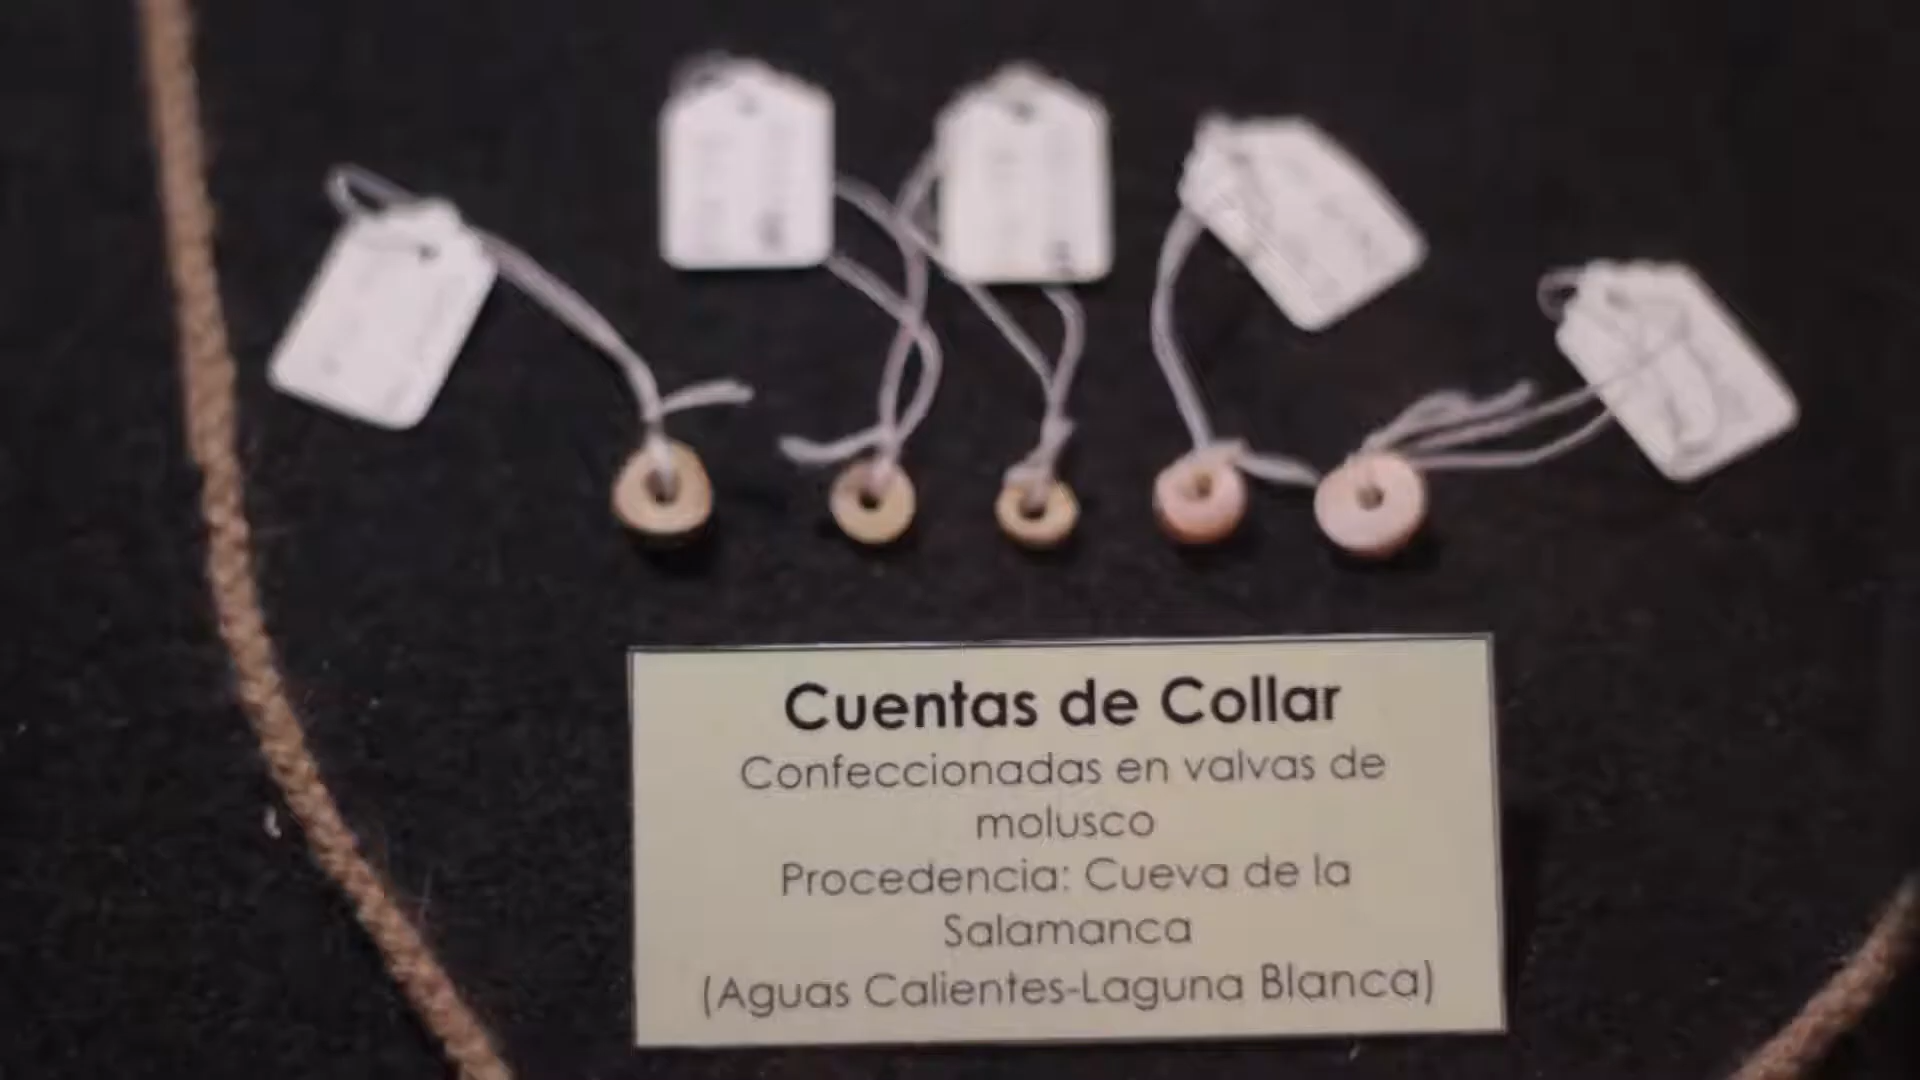 Cuentas de Collar
Confeccionadas en valvas de
molusco
Procedencia: Cueva de la
Salamanca
(Aguas Calientes-Laguna Blanca)